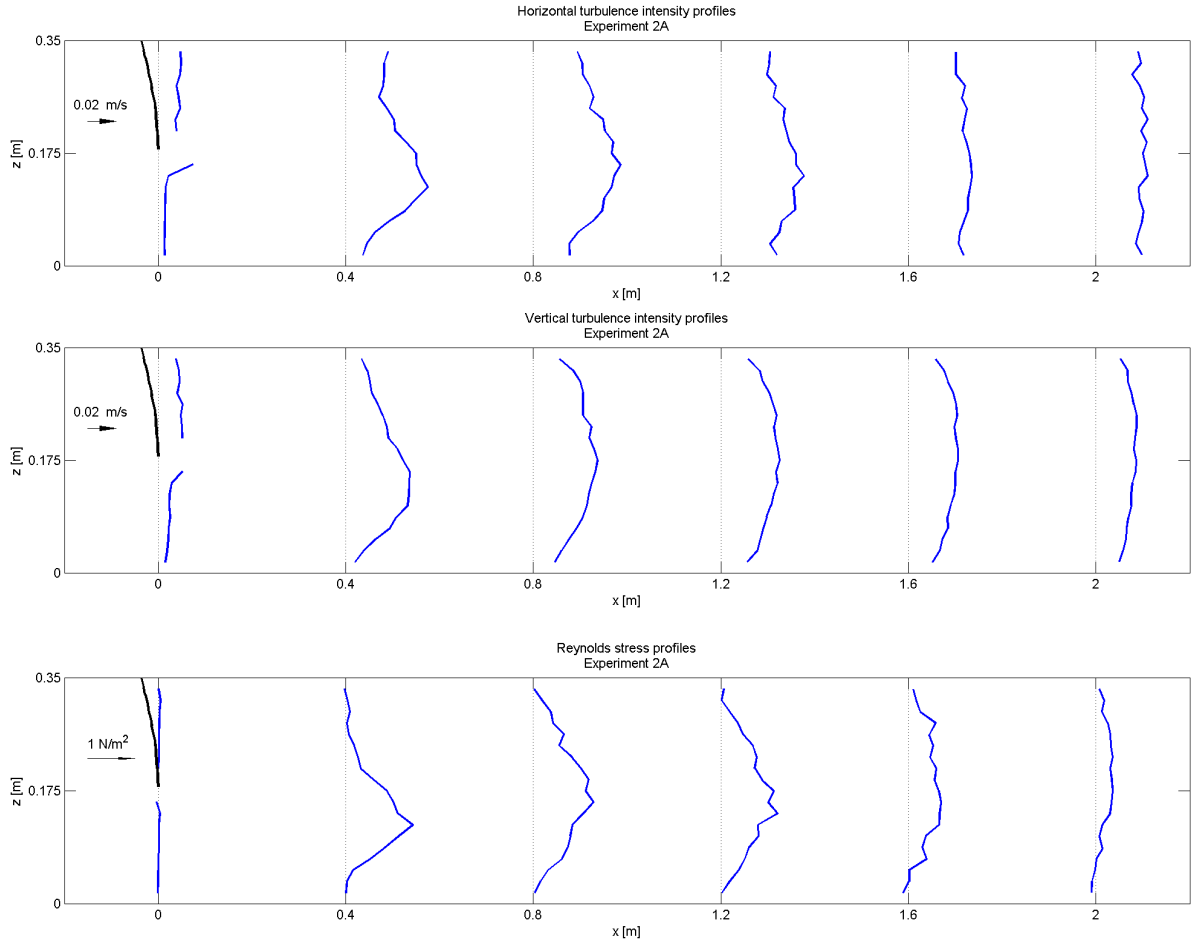 Horizontal turbulence intensity profiles
Experiment 2A
0.35
0.02 m/s
z [m]
0.175
0
0 0.4 0.8 1.2 1.6 2
x [m]
Vertical turbulence intensity profiles
Experiment 2A
0.35
0.02 m/s
z [m]
0.175
0
0 0.4 0.8 1.2 1.6 2
x [m]
Reynolds stress profiles
Experiment 2A
0.35
1 N/m²
z [m]
0.175
0
0 0.4 0.8 1.2 1.6 2
x [m]